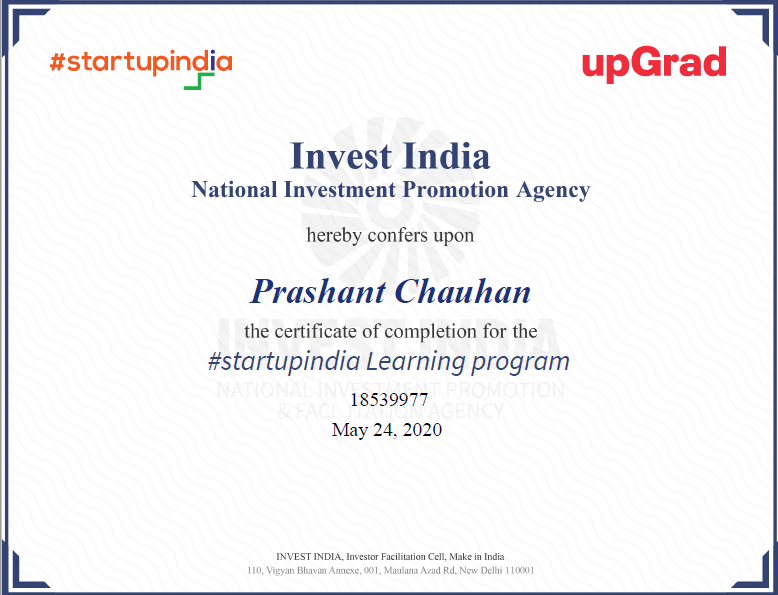 #startupindia
upGrad
Invest India
National Investment Promotion Agency
hereby confers upon
Prashant Chauhan
the certificate of completion for the
INVEST INDIA
#startupindia Learning program
NATIONAL INVESTMENT PROMOTION
18539977
& FACILITATION AGENCY
May 24, 2020
INVEST INDIA, Investor Facilitation Cell, Make in India
110, Vigyan Bhavan Annexe, 001, Maulana Azad Rd, New Delhi 110001